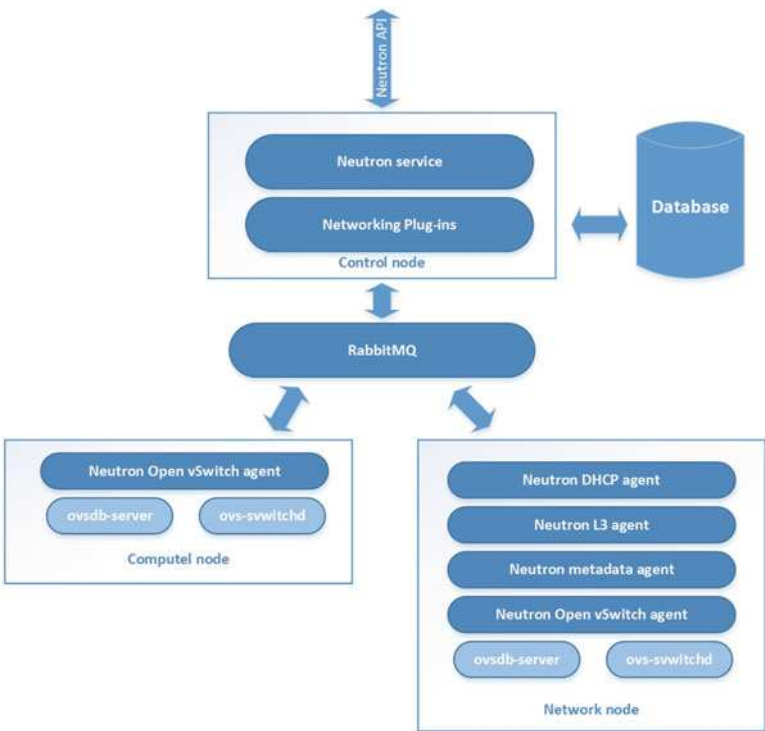 Neutron API
Neutron service
Networking Plug-ins
Control node
Database
RabbitMQ
Neutron Open vSwitch agent
ovsdb-server
ovs-svwitchd
Computel node
Neutron DHCP agent
Neutron L3 agent
Neutron metadata agent
Neutron Open vSwitch agent
ovsdb-server
ovs-svwitchd
Network node